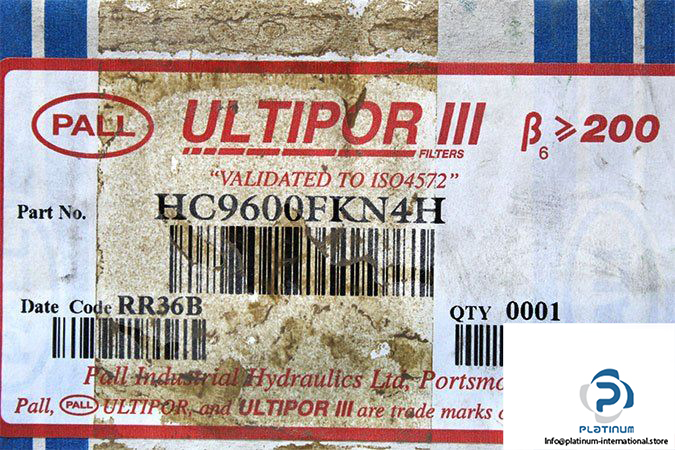 PALL
ULTIPOR III
FILTERS
β₆ ≥ 200
"VALIDATED TO ISO4572"
Part No. HC9600FKN4H
Date Code RR36B
QTY 0001
Pall Industrial Hydraulics Ltd, Portsmo
Pall, PALL ULTIPOR, and ULTIPOR III are trade marks
PLATINUM
Info@platinum-international.store